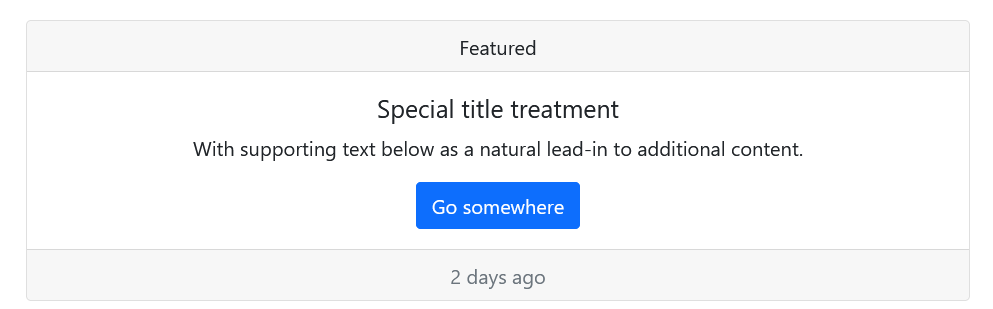 Featured
Special title treatment
With supporting text below as a natural lead-in to additional content.
Go somewhere
2 days ago